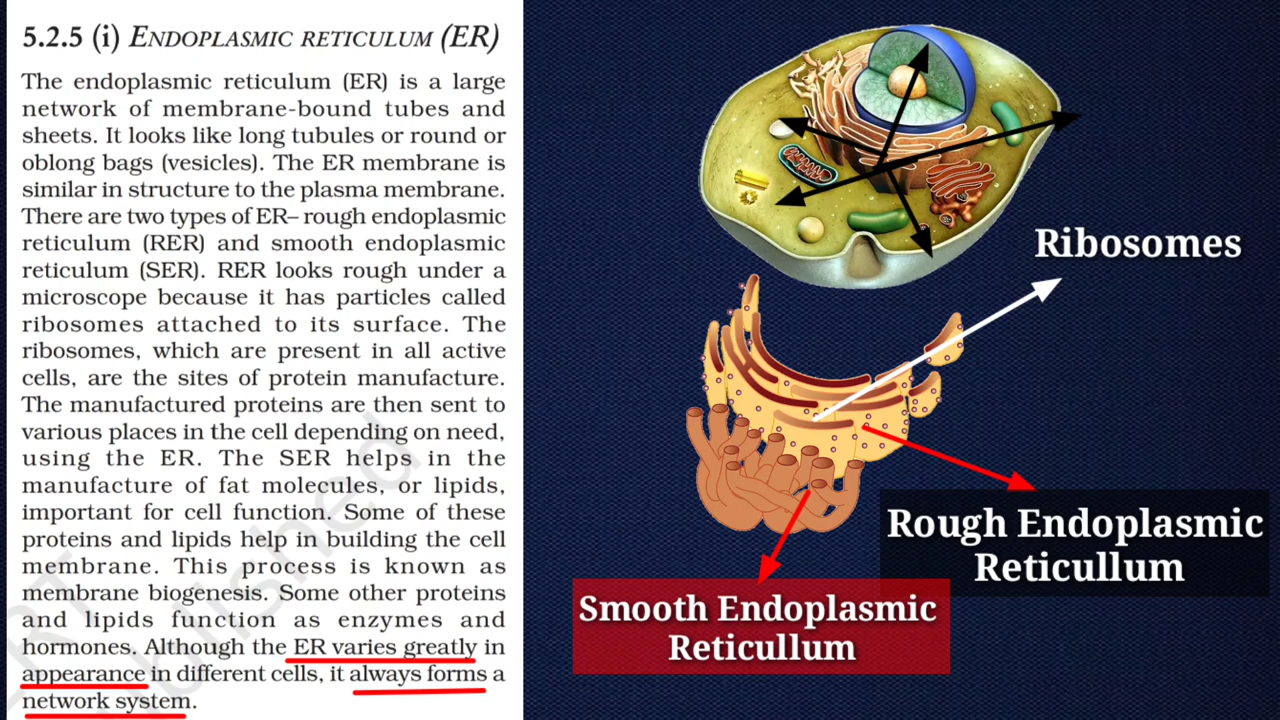 5.2.5 (i) ENDOPLASMIC RETICULUM (ER)
The endoplasmic reticulum (ER) is a large
network of membrane-bound tubes and
sheets. It looks like long tubules or round or
oblong bags (vesicles). The ER membrane is
similar in structure to the plasma membrane.
There are two types of ER– rough endoplasmic
reticulum (RER) and smooth endoplasmic
reticulum (SER). RER looks rough under a
microscope because it has particles called
ribosomes attached to its surface. The
ribosomes, which are present in all active
cells, are the sites of protein manufacture.
The manufactured proteins are then sent to
various places in the cell depending on need,
using the ER. The SER helps in the
manufacture of fat molecules, or lipids,
important for cell function. Some of these
proteins and lipids help in building the cell
membrane. This process is known as
membrane biogenesis. Some other proteins
and lipids function as enzymes and
hormones. Although the ER varies greatly in
appearance in different cells, it always forms a
network system.
Ribosomes
Rough Endoplasmic
Reticullum
Smooth Endoplasmic
Reticullum